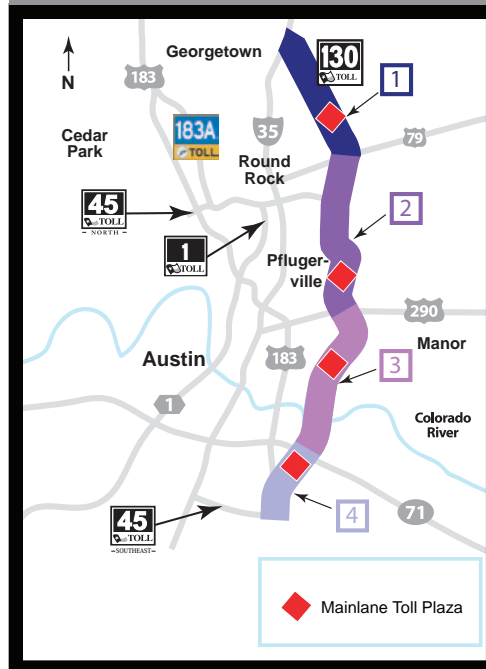 Georgetown
130
TOLL
1
N
183
Cedar
Park
183A
TOLL
35
79
Round
Rock
45
TOLL
NORTH
2
1
TOLL
Pfluger-
ville
290
Manor
Austin
183
3
1
Colorado
River
45
TOLL
SOUTHEAST
4
71
Mainlane Toll Plaza